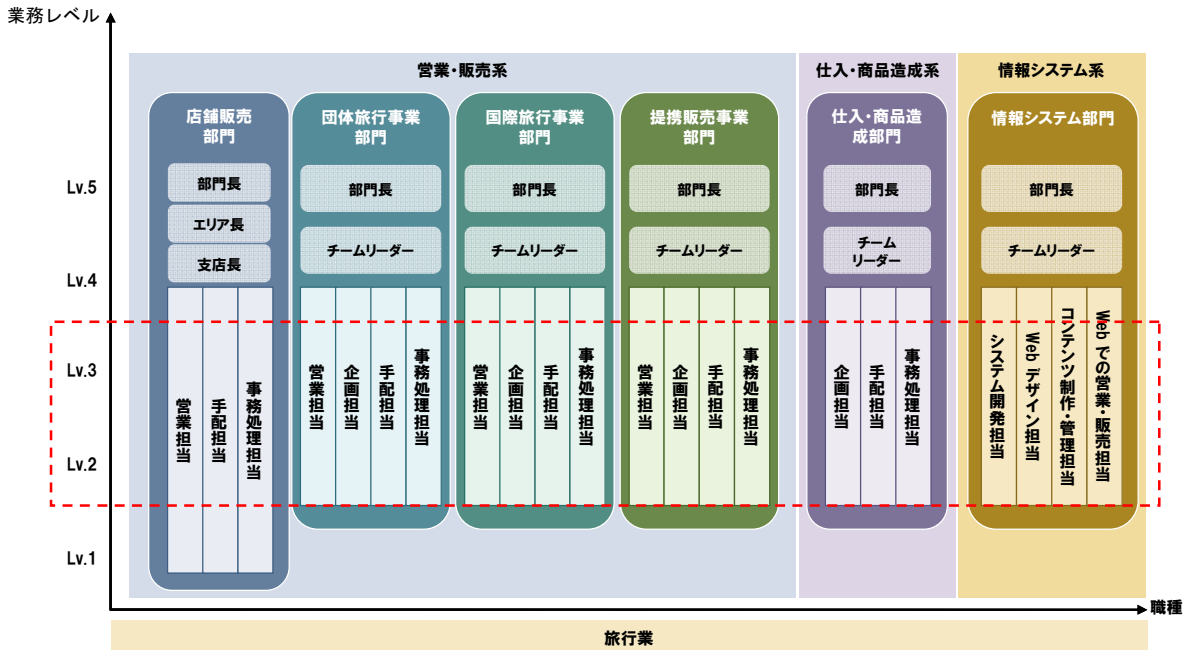 業務レベル
営業・販売系
仕入・商品造成系
情報システム系
店舗販売
部門
団体旅行事業
部門
国際旅行事業
部門
提携販売事業
部門
仕入・商品造
成部門
情報システム部門
Lv.5
部門長
エリア長
支店長
部門長
チームリーダー
部門長
チームリーダー
部門長
チームリーダー
部門長
チーム
リーダー
部門長
チームリーダー
Lv.4
Lv.3
Lv.2
Lv.1
営業担当
手配担当
事務処理担当
営業担当
企画担当
手配担当
事務処理担当
営業担当
企画担当
手配担当
事務処理担当
営業担当
企画担当
手配担当
事務処理担当
企画担当
手配担当
事務処理担当
システム開発担当
Web デザイン担当
コンテンツ制作・管理担当
Web での営業・販売担当
職種
旅行業